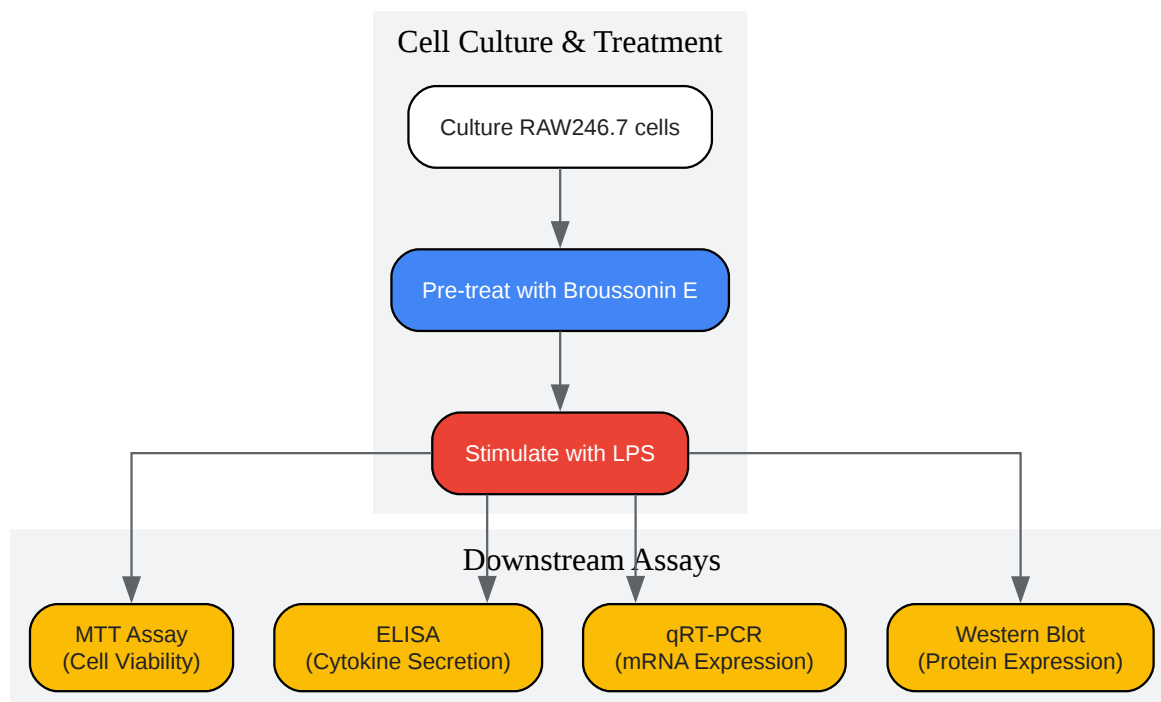 Cell Culture & Treatment
Culture RAW246.7 cells
Pre-treat with Broussonin E
Stimulate with LPS
Downstream Assays
MTT Assay
(Cell Viability)
ELISA
(Cytokine Secretion)
qRT-PCR
(mRNA Expression)
Western Blot
(Protein Expression)